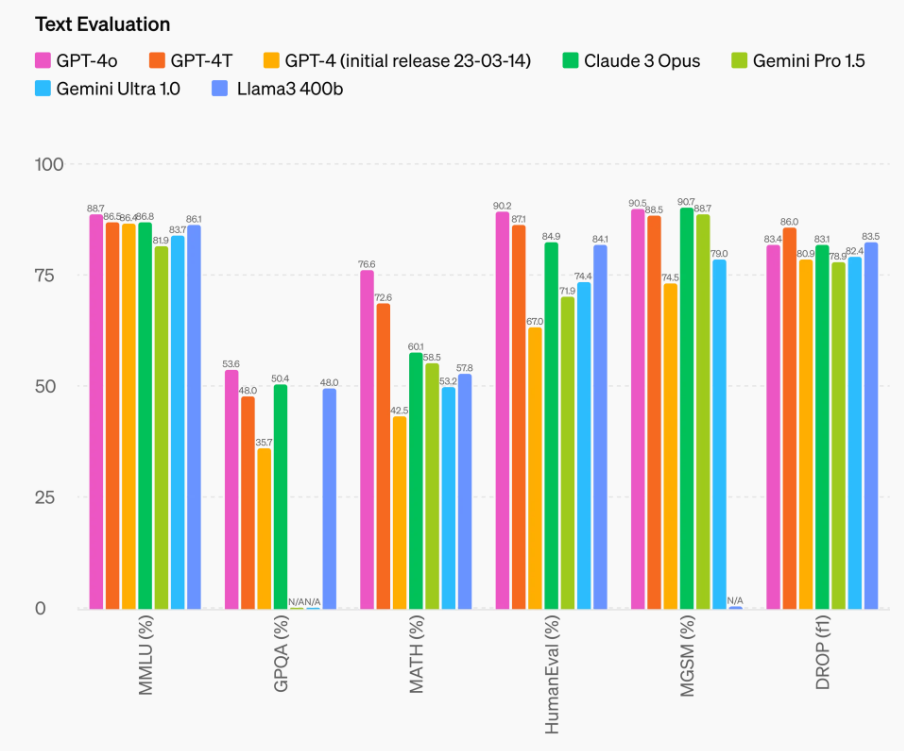 Text Evaluation
GPT-4o GPT-4T GPT-4 (initial release 23-03-14) Claude 3 Opus Gemini Pro 1.5
Gemini Ultra 1.0 Llama3 400b
100
75
50
25
0
88.7 86.5 86.4 86.8 81.9 83.7 86.1
53.6 48.0 35.7 50.4 N/A N/A 48.0
76.6 72.6 42.5 60.1 58.5 53.2 57.8
90.2 87.1 67.0 84.9 71.9 74.4 84.1
90.5 88.5 74.5 90.7 88.7 79.0 N/A
83.4 86.0 80.9 83.1 78.9 82.4 83.5
MMLU (%)
GPQA (%)
MATH (%)
HumanEval (%)
MGSM (%)
DROP (f1)